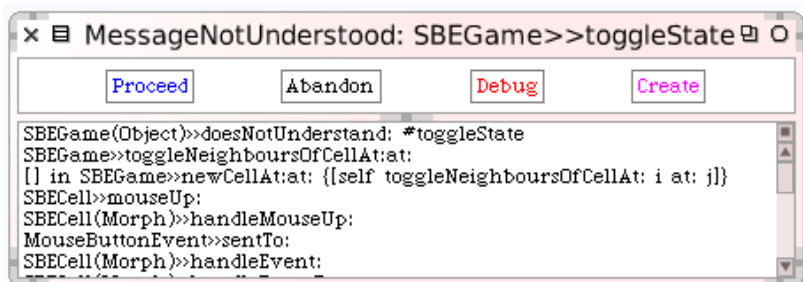 MessageNotUnderstood: SBEGame>>toggleState
Proceed Abandon Debug Create
SBEGame(Object)>>doesNotUnderstand: #toggleState
SBEGame>>toggleNeighboursOfCellAt:at:
[] in SBEGame>>newCellAt:at: {[self toggleNeighboursOfCellAt: i at: j]}
SBECell>>mouseUp:
SBECell(Morph)>>handleMouseUp:
MouseButtonEvent>>sentTo:
SBECell(Morph)>>handleEvent: